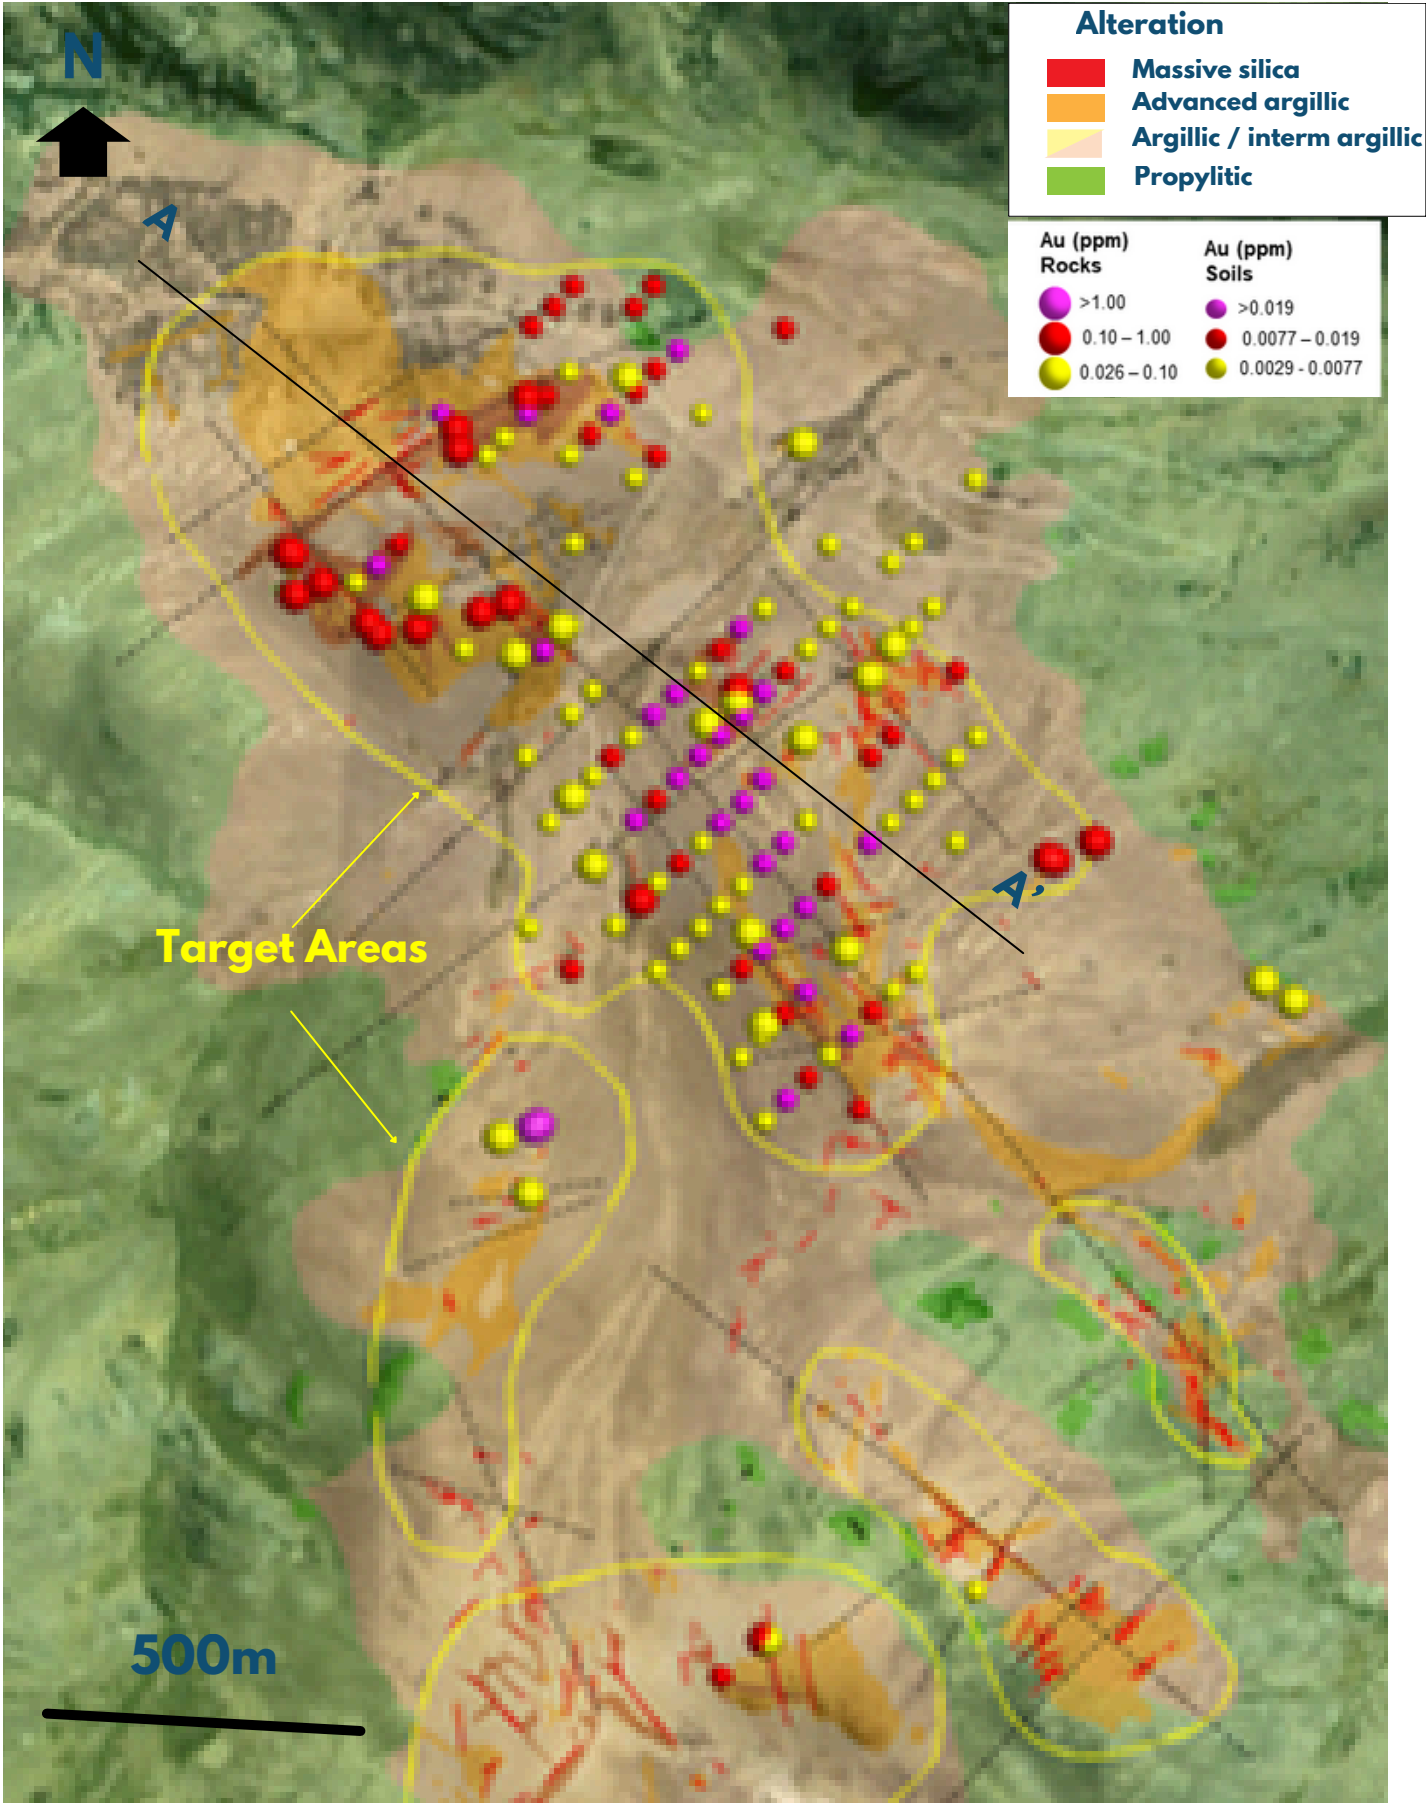 N
A
Alteration
Massive silica
Advanced argillic
Argillic / interm argillic
Propylitic
Au (ppm)
Rocks
>1.00
0.10 – 1.00
0.026 – 0.10
Au (ppm)
Soils
>0.019
0.0077 – 0.019
0.0029 - 0.0077
A’
Target Areas
500m